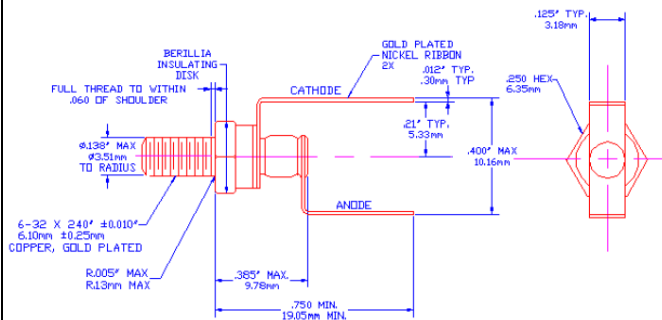 .125" TYP.
3.18mm
GOLD PLATED
NICKEL RIBBON
2X
BERILLIA
INSULATING
DISK
.012" TYP.
.30mm TYP
.250 HEX
6.35mm
FULL THREAD TO WITHIN
.060 OF SHOULDER
CATHODE
.21" TYP.
5.33mm
ø.138" MAX
ø3.51mm
TO RADIUS
.400" MAX
10.16mm
ANODE
6-32 X 240" ±0.010"
6.10mm ±0.25mm
COPPER, GOLD PLATED
R.005" MAX
R.13mm MAX
.385" MAX.
9.78mm
.750 MIN.
19.05mm MIN.